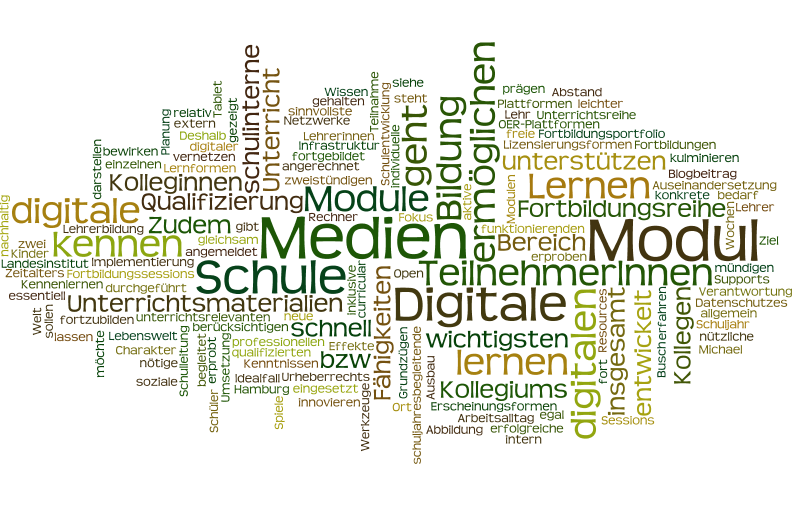 Medien
Modul
Schule
Digitale
TeilnehmerInnen
Lernen
lernen
digitale
digitalen
kennen
Module
Bildung
ermöglichen
geht
Unterrichtsmaterialien
Fortbildungsreihe
Qualifizierung
Kolleginnen
Kollegiums
Kollegen
unterstützen
Bereich
wichtigsten
Fähigkeiten
insgesamt
entwickelt
schnell
bzw
Zudem
schulinterne
Unterricht
siehe
Wissen
gehalten
sinnvollste
Netzwerke
Teilnahme
Schulentwicklung
individuelle
steht
prägen
Abstand
Plattformen
leichter
Lehr
Unterrichtsreihe
OER-Plattformen
freie
Fortbildungsportfolio
Lizensierungsformen
Fortbildungen
kulminieren
Blogbeitrag
Auseinandersetzung
konkrete
bedarf
Modulen
Woche
Lehrer
aktive
funktionierenden
erproben
Ziel
mündigen
Open
Supports
Verantwortung
Datenschutzes
allgemein
Schuljahr
nützliche
Michael
Resources
fort
Buscherfahren
Sessions
Tablet
relativ
extern
gezeigt
Planung
Deshalb
digitaler
vernetzen
Lernformen
Lehrerinnen
Infrastruktur
fortgebildet
angerechnet
zweistündigen
bewirken
einzelnen
darstellen
Rechner
Fokus
Lehrerbildung
gibt
nachhaltig
zwei
gleichsam
angemeldet
Kinder
Landesinstitut
Implementierung
Zeitalters
Fortbildungssessions
Kennenlernen
durchgeführt
inklusive
curricular
essentiell
Welt
sollen
fortzubilden
unterrichtsrelevanten
neue
berücksichtigen
lassen
möchte
Lebenswelt
Schulleitung
begleitet
erprobt
Umsetzung
professionellen
Effekte
qualifizierten
Kenntnissen
Charakter
nötige
soziale
Schüler
Idealfall
Urheberrechts
Hamburg
eingesetzt
Spiele
innovieren
Werkzeuges
Grundzügen
schuljahresbegleitende
Ausbau
Ort
Erscheinungsformen
Arbeitsalltag
egal
Abbildung
erfolgreiche
intern